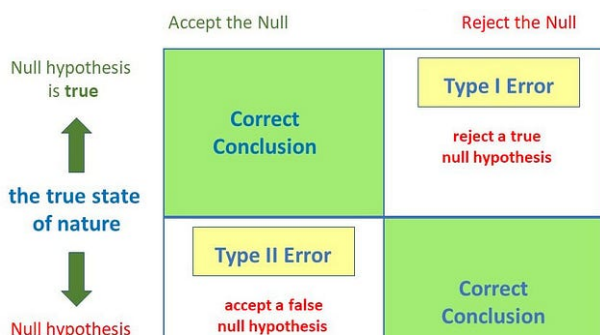 Accept the Null
Reject the Null
Null hypothesis
is true
Type I Error
Correct
Conclusion
reject a true
null hypothesis
the true state
of nature
Type II Error
accept a false
null hypothesis
Correct
Conclusion
Null hypothesis